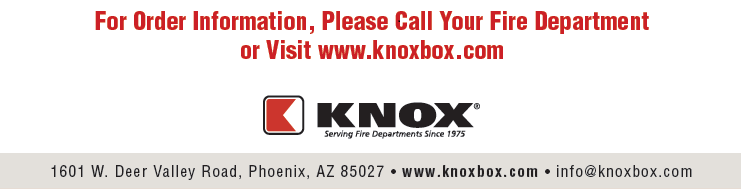 For Order Information, Please Call Your Fire Department
or Visit www.knoxbox.com
KNOX®
Serving Fire Departments Since 1975
1601 W. Deer Valley Road, Phoenix, AZ 85027 • www.knoxbox.com • info@knoxbox.com